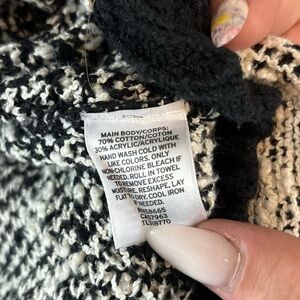 MAIN BODY/CORPS:
70% COTTON/COTON
30% ACRYLIC/ACRYLIQUE
HAND WASH COLD WITH
LIKE COLORS. ONLY
NON-CHLORINE BLEACH IF
NEEDED. ROLL IN TOWEL
TO REMOVE EXCESS
MOISTURE, RESHAPE, LAY
FLAT TO DRY. COOL IRON
IF NEEDED.